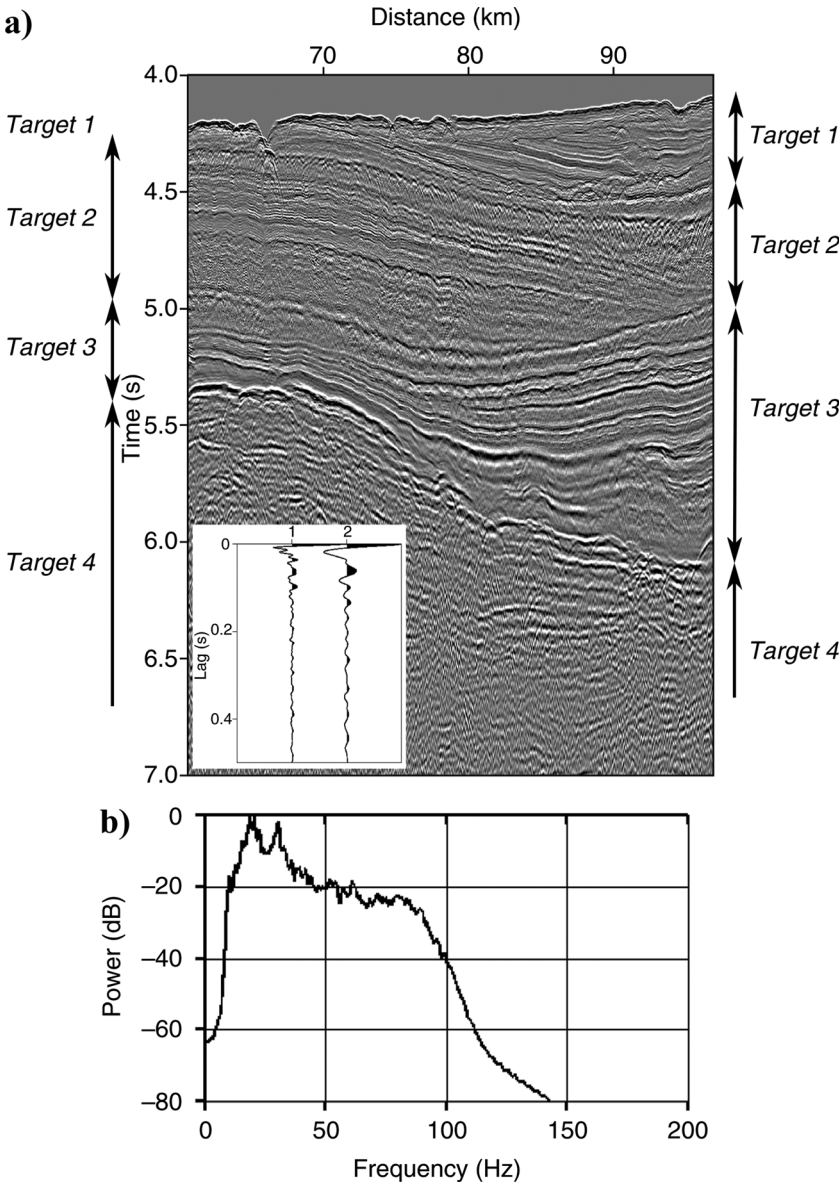 a)
Distance (km)
70 80 90
4.0
4.5
5.0
5.5
6.0
6.5
7.0
Time (s)
Target 1
Target 2
Target 3
Target 4
Target 1
Target 2
Target 3
Target 4
1 2
0
0.2
0.4
Lag (s)
b)
0
−20
−40
−60
−80
Power (dB)
0 50 100 150 200
Frequency (Hz)